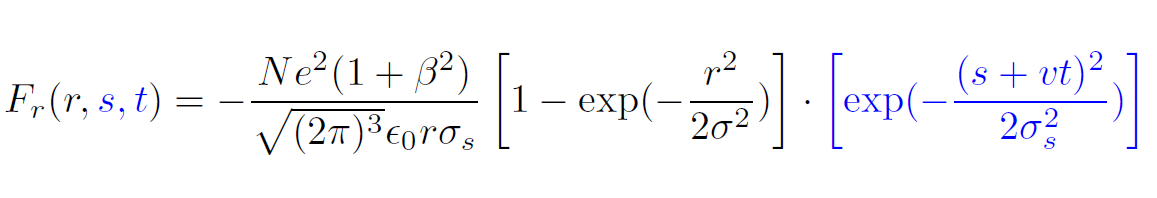 F_r(r, s, t) = -\frac{Ne^2(1 + \beta^2)}{\sqrt{(2\pi)^3}\epsilon_0 r\sigma_s} \left[1 - \exp(-\frac{r^2}{2\sigma^2})\right] \cdot \left[\exp(-\frac{(s + vt)^2}{2\sigma_s^2})\right]